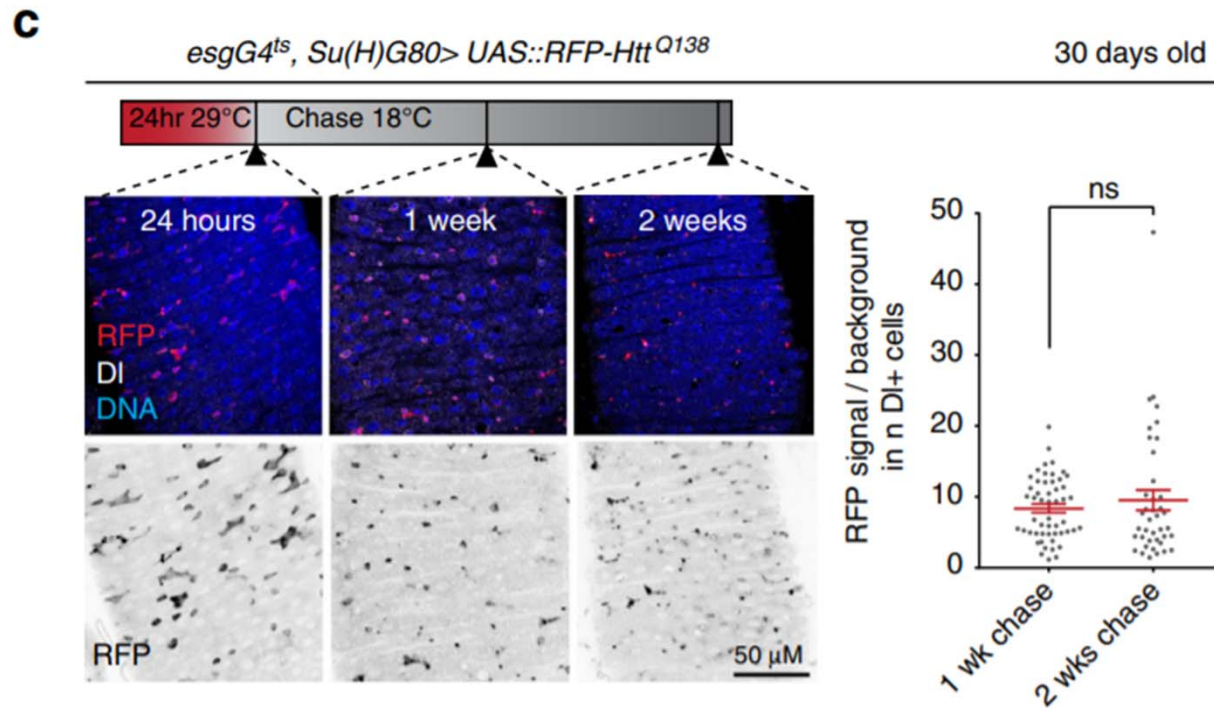 c
esgG4ts, Su(H)G80> UAS::RFP-HttQ138
30 days old
24hr 29°C
Chase 18°C
24 hours
1 week
2 weeks
RFP
Dl
DNA
RFP
50 µM
RFP signal / background
in n Dl+ cells
50
40
30
20
10
0
ns
1 wk chase
2 wks chase